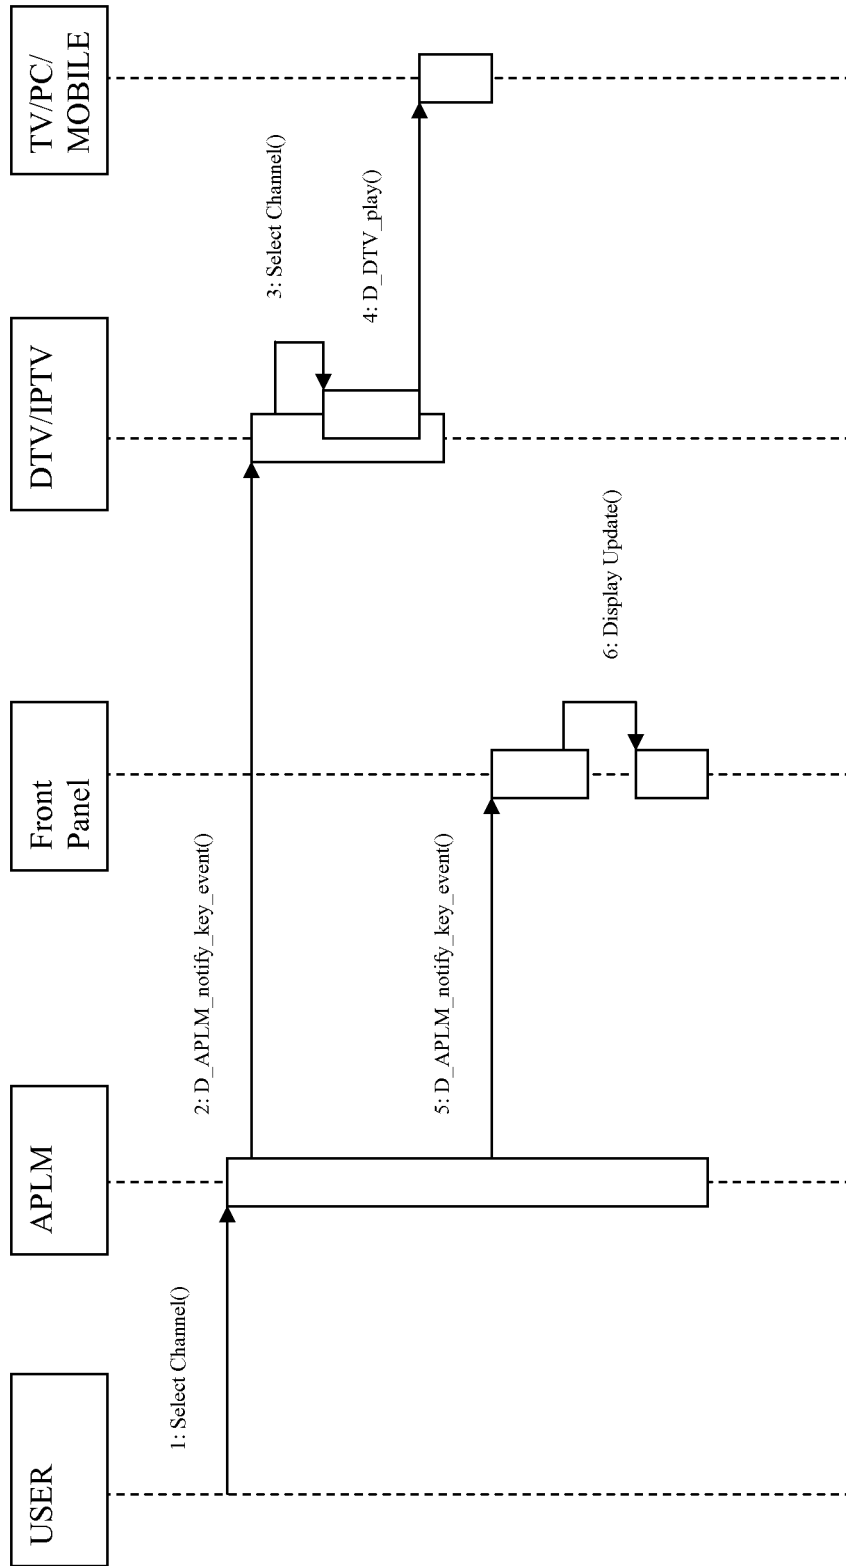 USER
APLM
Front
Panel
DTV/IPTV
TV/PC/
MOBILE
1: Select Channel()
2: D_APLM_notify_key_event()
3: Select Channel()
4: D_DTV_play()
5: D_APLM_notify_key_event()
6: Display Update()